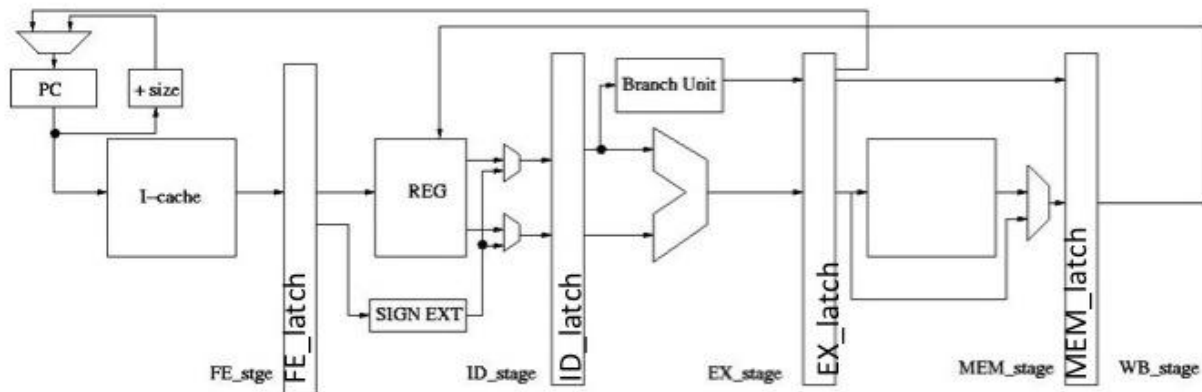 PC
+ size
Branch Unit
I-cache
REG
SIGN EXT
FE_latch
ID_latch
EX_latch
MEM_latch
FE_stge
ID_stage
EX_stage
MEM_stage
WB_stage